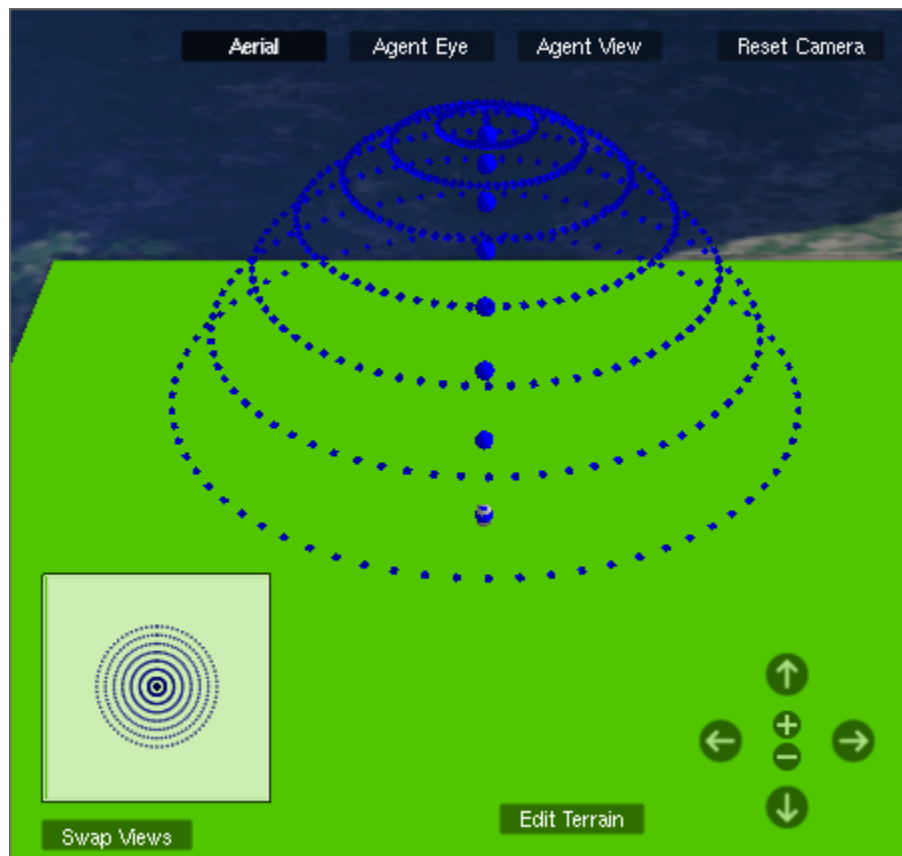 Aerial
Agent Eye
Agent View
Reset Camera
Edit Terrain
Swap Views